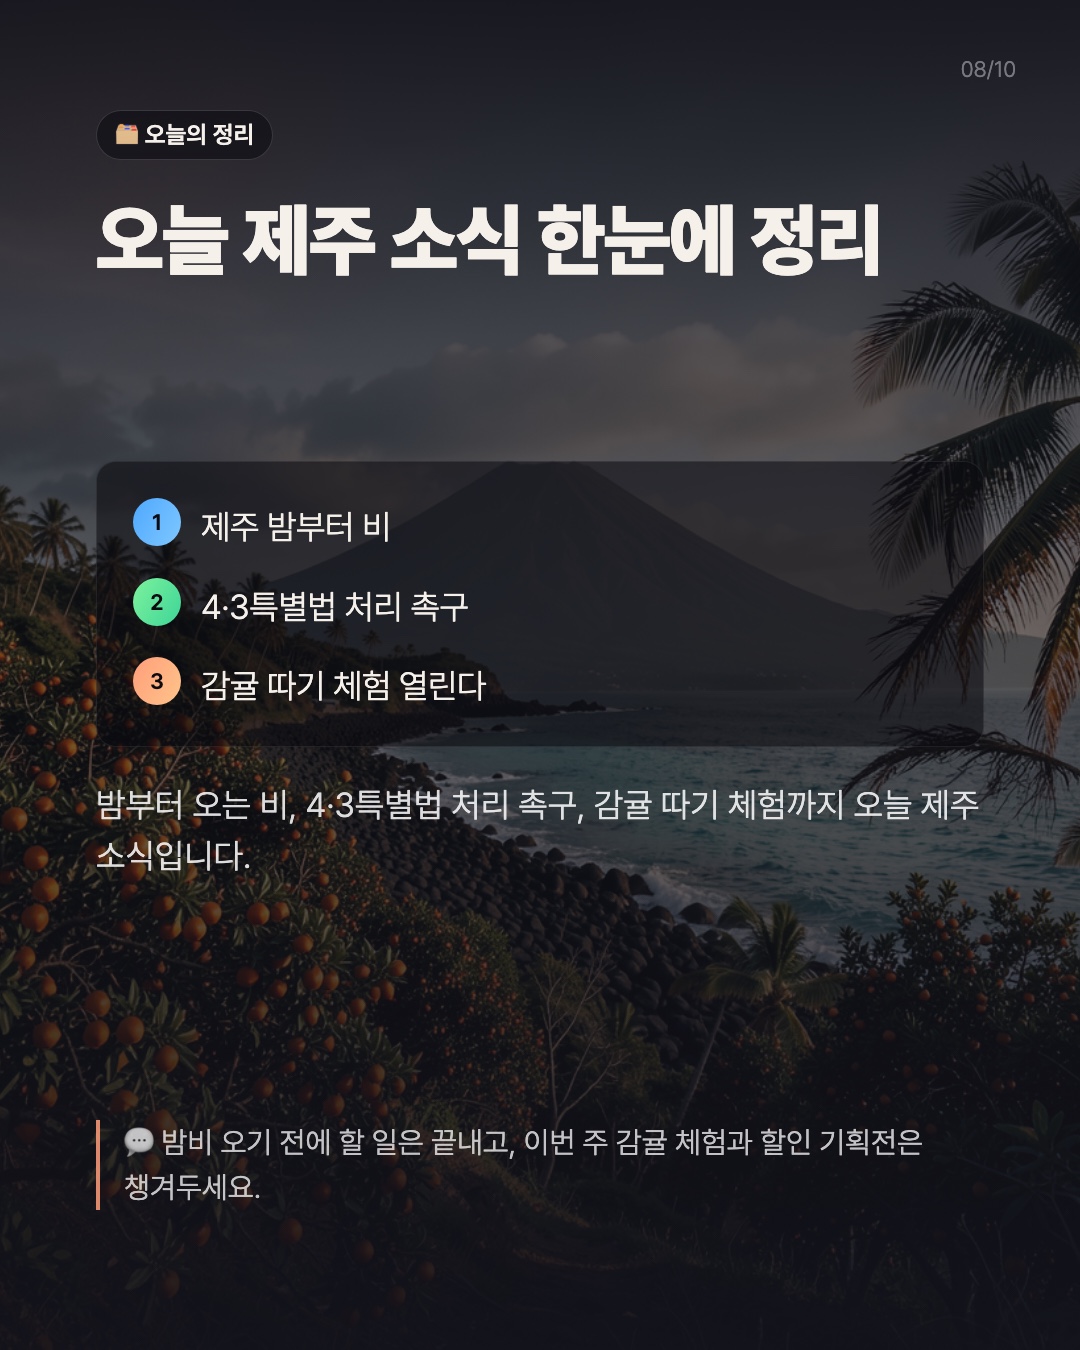 08/10
🗂️ 오늘의 정리
오늘 제주 소식 한눈에 정리
1 제주 밤부터 비
2 4·3특별법 처리 촉구
3 감귤 따기 체험 열린다
밤부터 오는 비, 4·3특별법 처리 촉구, 감귤 따기 체험까지 오늘 제주
소식입니다.
💬 밤비 오기 전에 할 일은 끝내고, 이번 주 감귤 체험과 할인 기획전은
챙겨두세요.